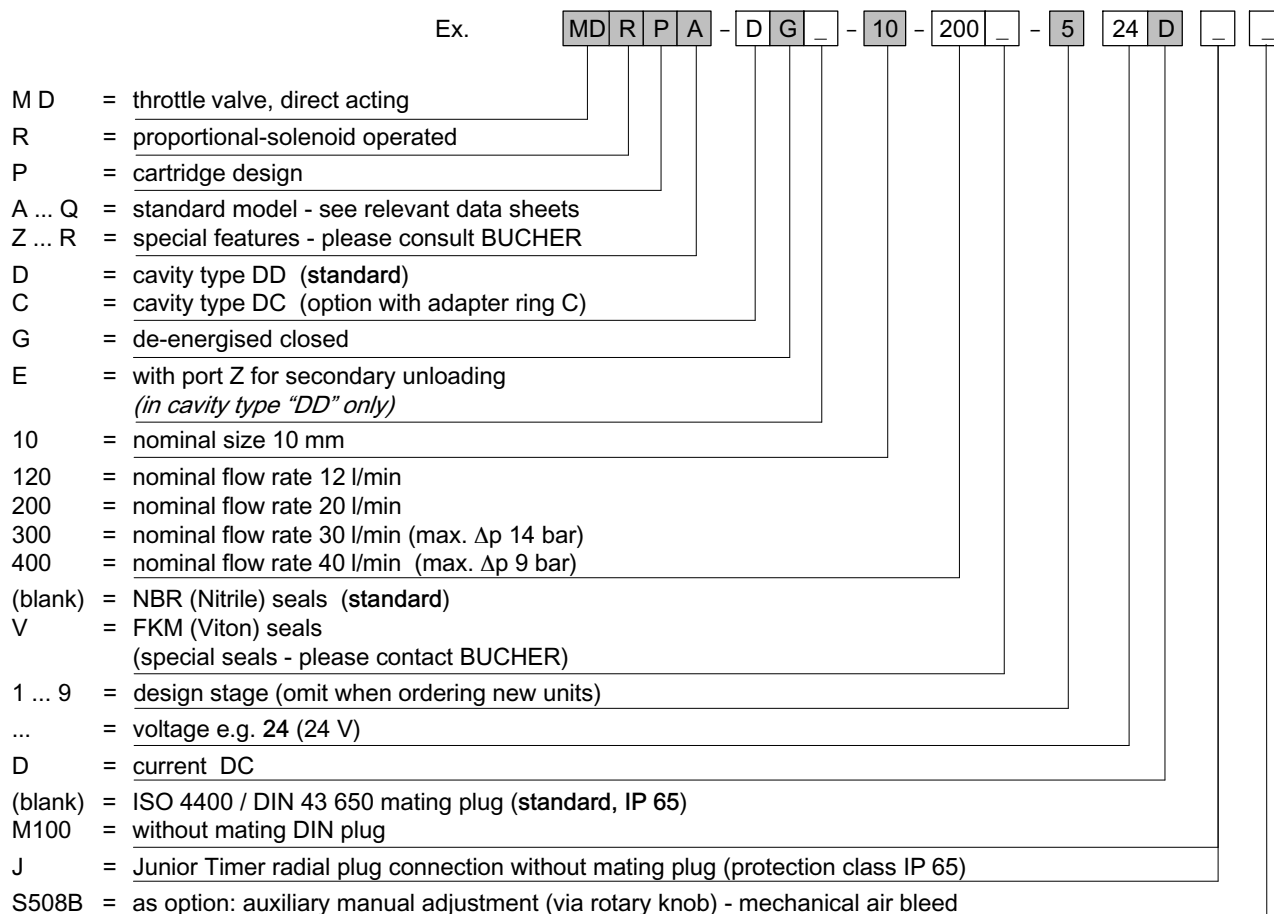 Ex. MD R P A - D G _ - 10 - 200 _ - 5 24 D _ _
M D = throttle valve, direct acting
R = proportional-solenoid operated
P = cartridge design
A ... Q = standard model - see relevant data sheets
Z ... R = special features - please consult BUCHER
D = cavity type DD (standard)
C = cavity type DC (option with adapter ring C)
G = de-energised closed
E = with port Z for secondary unloading
(in cavity type “DD” only)
10 = nominal size 10 mm
120 = nominal flow rate 12 l/min
200 = nominal flow rate 20 l/min
300 = nominal flow rate 30 l/min (max. Δp 14 bar)
400 = nominal flow rate 40 l/min (max. Δp 9 bar)
(blank) = NBR (Nitrile) seals (standard)
V = FKM (Viton) seals
(special seals - please contact BUCHER)
1 ... 9 = design stage (omit when ordering new units)
... = voltage e.g. 24 (24 V)
D = current DC
(blank) = ISO 4400 / DIN 43 650 mating plug (standard, IP 65)
M100 = without mating DIN plug
J = Junior Timer radial plug connection without mating plug (protection class IP 65)
S508B = as option: auxiliary manual adjustment (via rotary knob) - mechanical air bleed